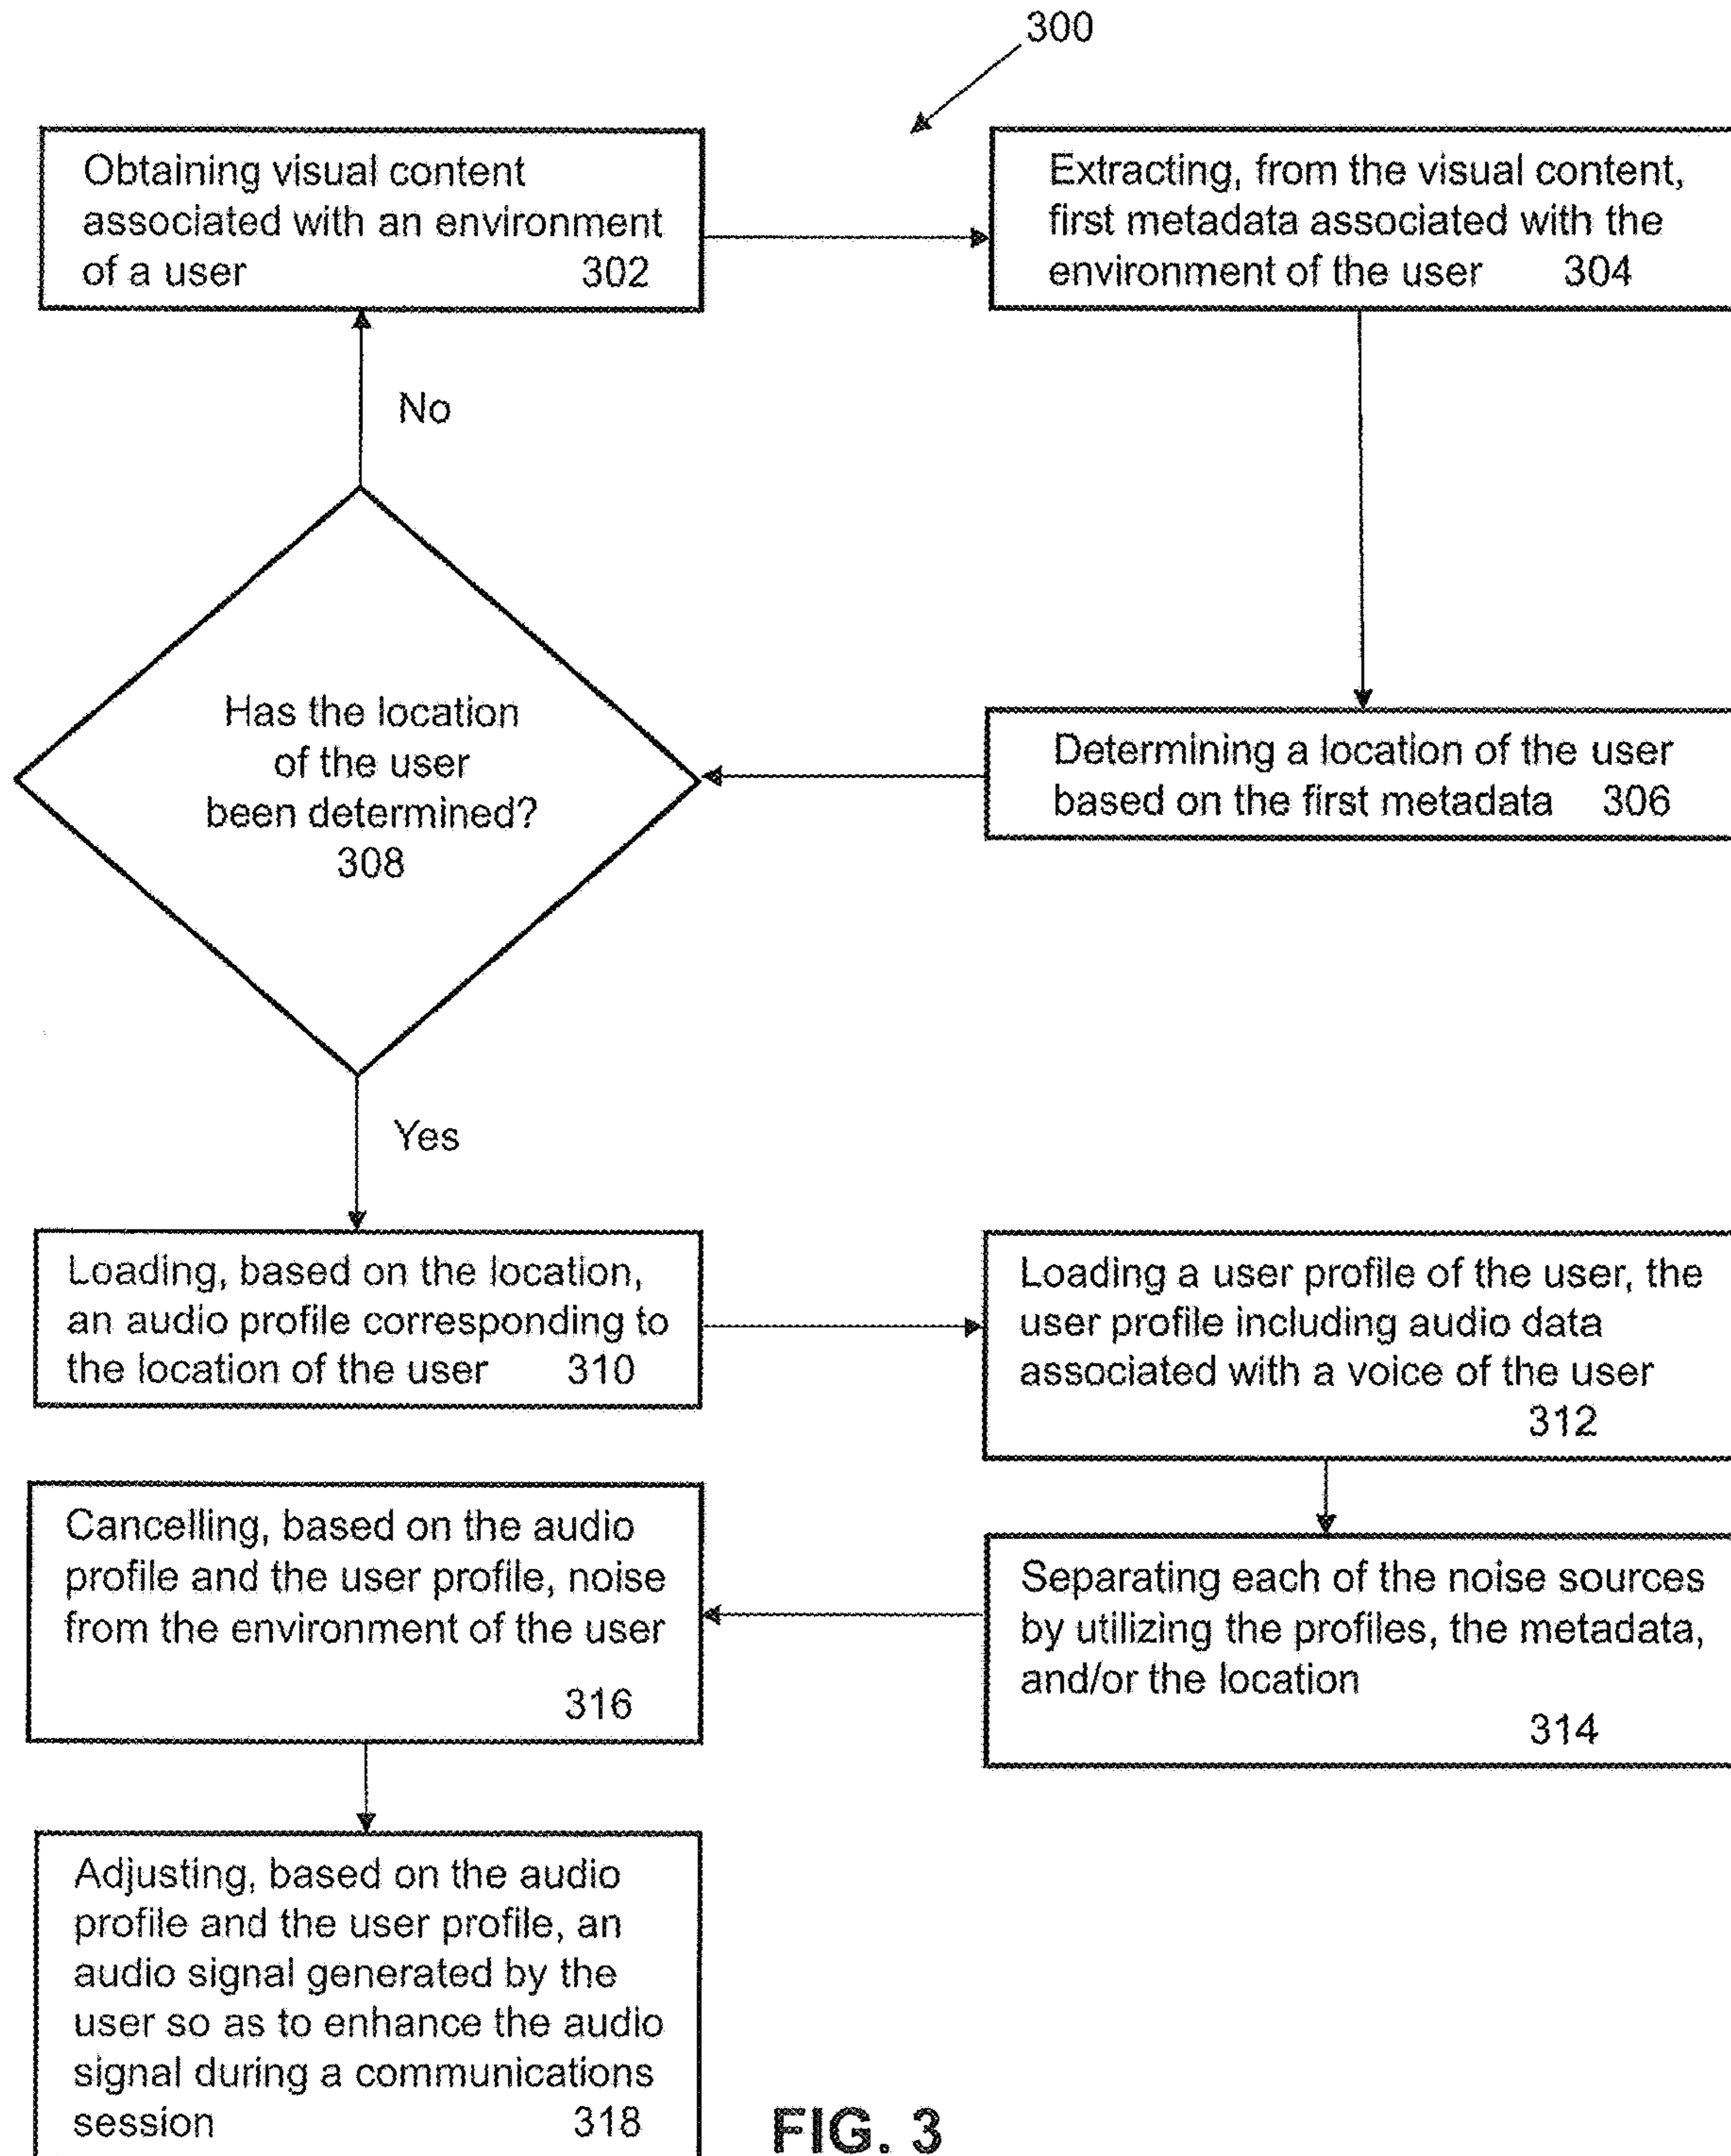 300
Obtaining visual content
associated with an environment
of a user 302
Extracting, from the visual content,
first metadata associated with the
environment of the user 304
Determining a location of the user
based on the first metadata 306
Has the location
of the user
been determined?
308
No
Yes
Loading, based on the location,
an audio profile corresponding to
the location of the user 310
Loading a user profile of the user, the
user profile including audio data
associated with a voice of the user
312
Separating each of the noise sources
by utilizing the profiles, the metadata,
and/or the location
314
Cancelling, based on the audio
profile and the user profile, noise
from the environment of the user
316
Adjusting, based on the audio
profile and the user profile, an
audio signal generated by the
user so as to enhance the audio
signal during a communications
session 318
FIG. 3